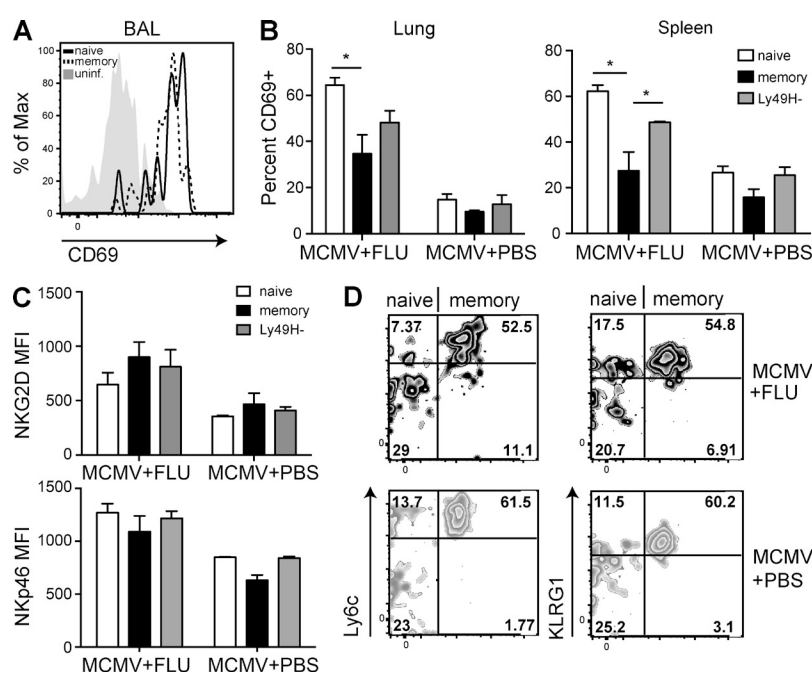 A
BAL
naive
memory
uninf.
% of Max
100
80
60
40
20
0
0
CD69
B
Lung
Percent CD69+
80
60
40
20
0
*
MCMV+FLU MCMV+PBS
Spleen
80
60
40
20
0
* *
naive
memory
Ly49H-
MCMV+FLU MCMV+PBS
C
NKG2D MFI
1500
1000
500
0
naive
memory
Ly49H-
MCMV+FLU MCMV+PBS
NKp46 MFI
1500
1000
500
0
MCMV+FLU MCMV+PBS
D
naive memory
7.37 52.5
29 11.1
0
0
naive memory
17.5 54.8
20.7 6.91
0
0
MCMV
+FLU
Ly6c
13.7 61.5
23 1.77
0
0
KLRG1
11.5 60.2
25.2 3.1
0
0
MCMV
+PBS